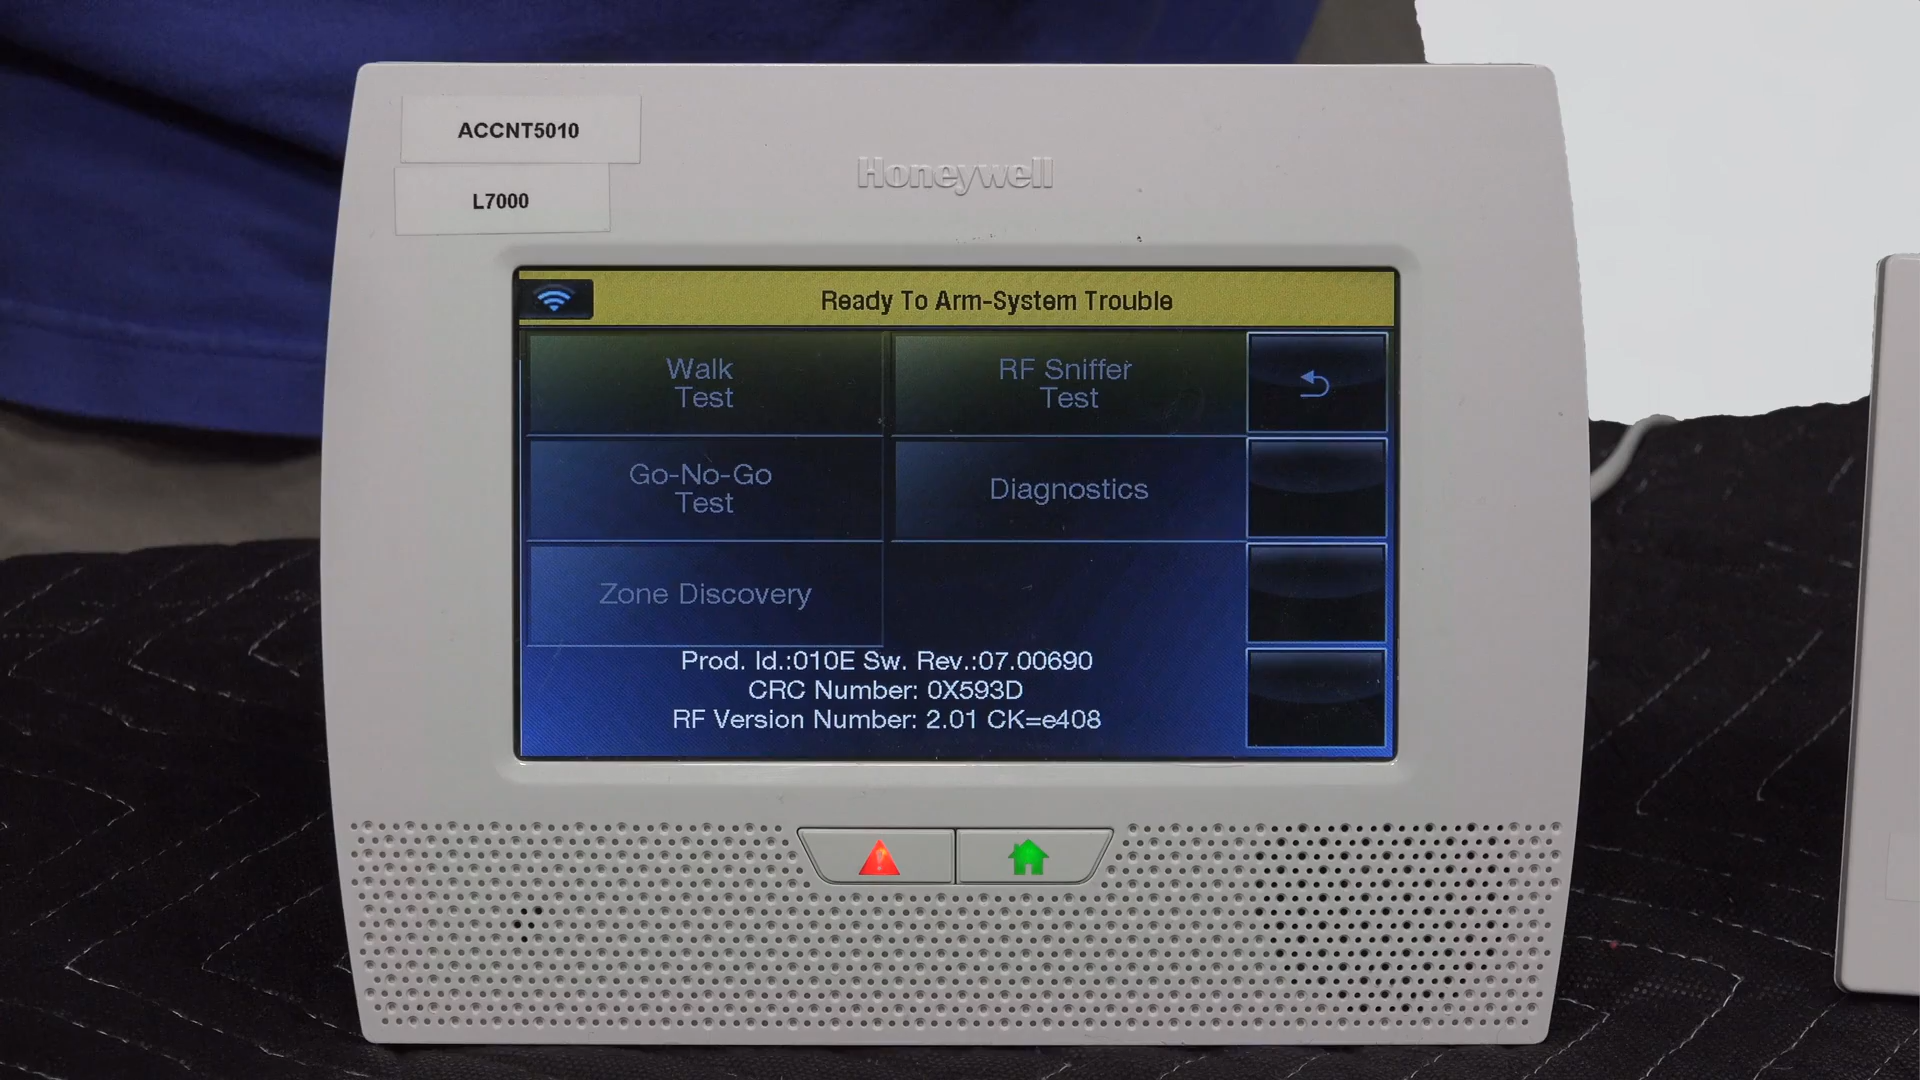 ACCNT5010
L7000
Honeywell
Ready To Arm-System Trouble
Walk
Test
RF Sniffer
Test
Go-No-Go
Test
Diagnostics
Zone Discovery
Prod. Id.:010E Sw. Rev.:07.00690
CRC Number: 0X593D
RF Version Number: 2.01 CK=e408